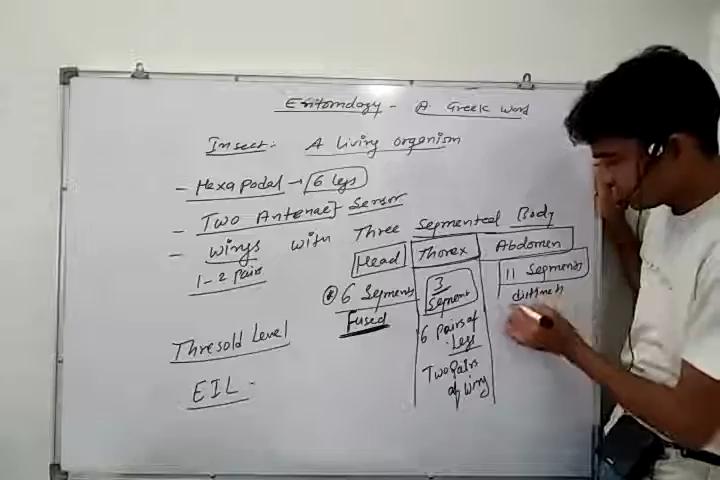 Entomology - A Greek word
Insect: A living organism
- Hexapodal → 6 legs
- Two Antenae} Sensor
- wings with Three Segmented Body
1-2 pairs
Head Thorex Abdomen
6 Segments 3 Segment 11 Segments
Fused distinct
6 pairs of Legs
Two Pairs of wing
Thresold Level
EIL